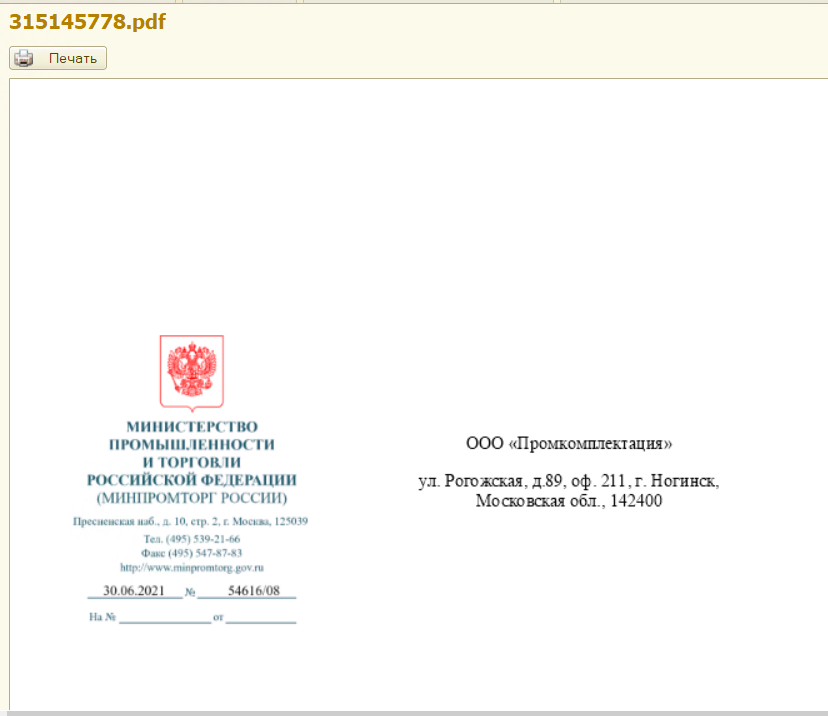 315145778.pdf
Печать
МИНИСТЕРСТВО
ПРОМЫШЛЕННОСТИ
И ТОРГОВЛИ
РОССИЙСКОЙ ФЕДЕРАЦИИ
(МИНПРОМТОРГ РОССИИ)
Пресненская наб., д. 10, стр. 2, г. Москва, 125039
Тел. (495) 539-21-66
Факс (495) 547-87-83
http://www.minpromtorg.gov.ru
30.06.2021 № 54616/08
На № от
ООО «Промкомплектация»
ул. Рогожская, д.89, оф. 211, г. Ногинск,
Московская обл., 142400